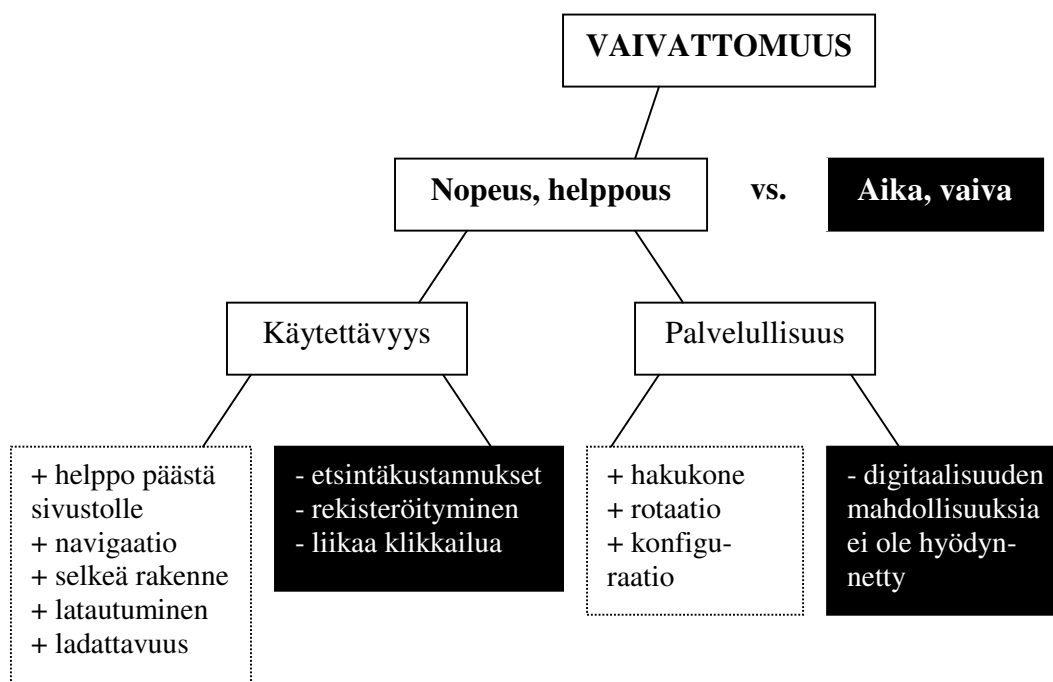 VAIVATTOMUUS
Nopeus, helppous vs. Aika, vaiva
Käytettävyys
Palvelullisuus
+ helppo päästä
sivustolle
+ navigaatio
+ selkeä rakenne
+ latautuminen
+ ladattavuus
- etsintäkustannukset
- rekisteröityminen
- liikaa klikkailua
+ hakukone
+ rotaatio
+ konfigu-
raatio
- digitaalisuuden
mahdollisuuksia
ei ole hyödyn-
netty